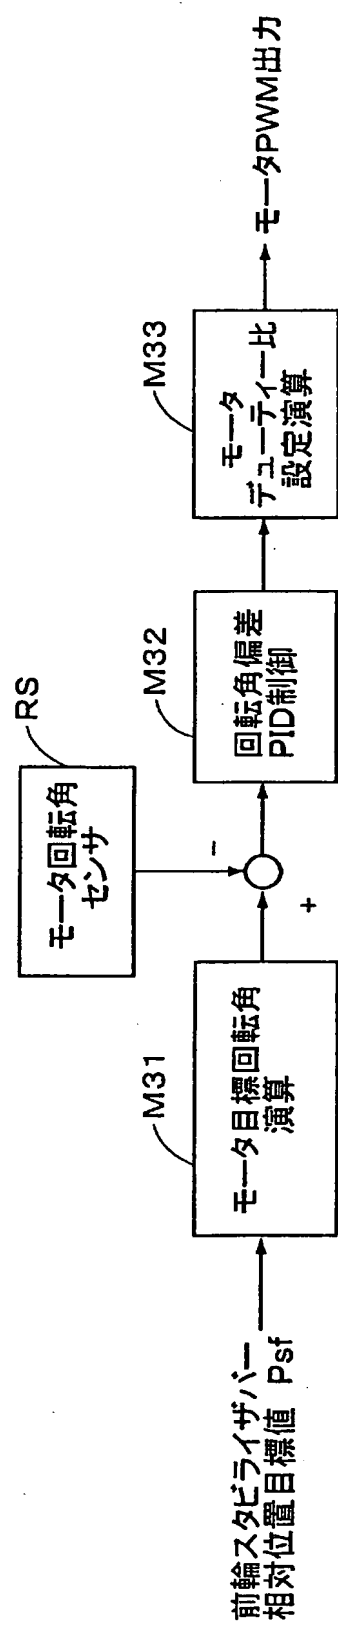 前輪スタビライザバー
相対位置目標値 Psf
M31
モータ目標回転角
演算
+
-
RS
モータ回転角
センサ
M32
回転角偏差
PID制御
M33
モータ
デューティー比
設定演算
モータPWM出力